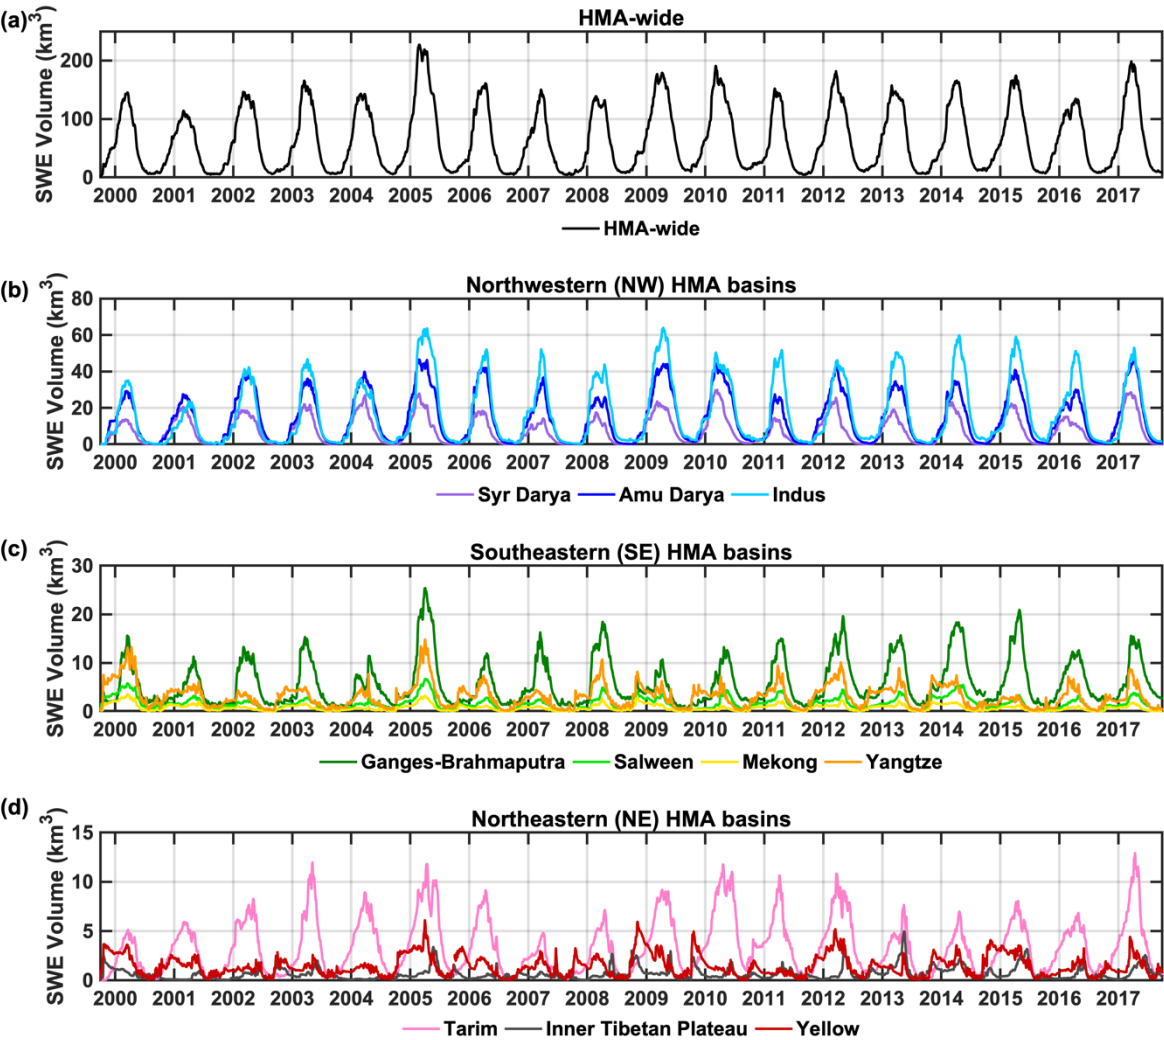 (a)
HMA-wide
SWE Volume (km³)
200
100
0
2000 2001 2002 2003 2004 2005 2006 2007 2008 2009 2010 2011 2012 2013 2014 2015 2016 2017
HMA-wide
(b)
Northwestern (NW) HMA basins
SWE Volume (km³)
80
60
40
20
0
2000 2001 2002 2003 2004 2005 2006 2007 2008 2009 2010 2011 2012 2013 2014 2015 2016 2017
Syr Darya Amu Darya Indus
(c)
Southeastern (SE) HMA basins
SWE Volume (km³)
30
20
10
0
2000 2001 2002 2003 2004 2005 2006 2007 2008 2009 2010 2011 2012 2013 2014 2015 2016 2017
Ganges-Brahmaputra Salween Mekong Yangtze
(d)
Northeastern (NE) HMA basins
SWE Volume (km³)
15
10
5
0
2000 2001 2002 2003 2004 2005 2006 2007 2008 2009 2010 2011 2012 2013 2014 2015 2016 2017
Tarim Inner Tibetan Plateau Yellow